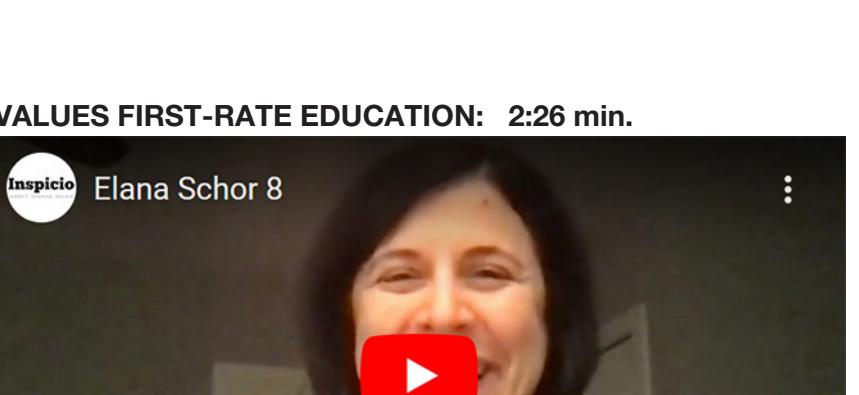 VALUES FIRST-RATE EDUCATION: 2:26 min.
Inspicio
Elana Schor 8